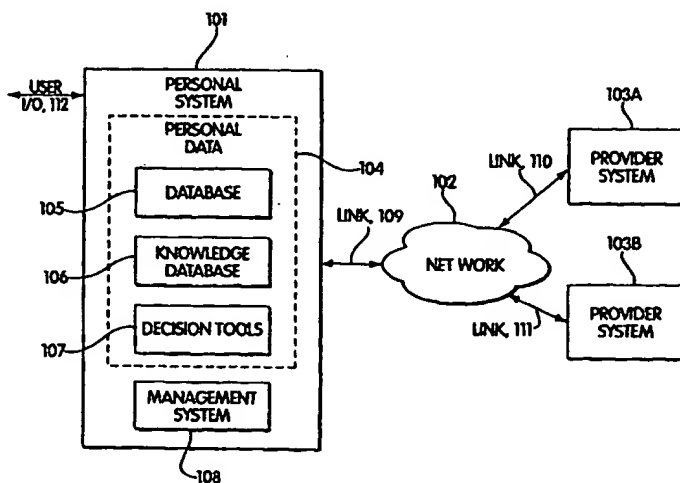 101
USER
I/O, 112
PERSONAL
SYSTEM
PERSONAL
DATA
104
DATABASE
105
KNOWLEDGE
DATABASE
106
DECISION TOOLS
107
MANAGEMENT
SYSTEM
108
LINK, 109
102
NET WORK
LINK, 110
103A
PROVIDER
SYSTEM
103B
PROVIDER
SYSTEM
LINK, 111